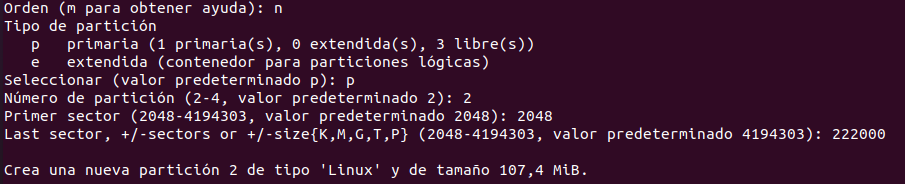 Orden (m para obtener ayuda): n
Tipo de partición
p primaria (1 primaria(s), 0 extendida(s), 3 libre(s))
e extendida (contenedor para particiones lógicas)
Seleccionar (valor predeterminado p): p
Número de partición (2-4, valor predeterminado 2): 2
Primer sector (2048-4194303, valor predeterminado 2048): 2048
Last sector, +/-sectors or +/-size{K,M,G,T,P} (2048-4194303, valor predeterminado 4194303): 222000
Crea una nueva partición 2 de tipo 'Linux' y de tamaño 107,4 MiB.